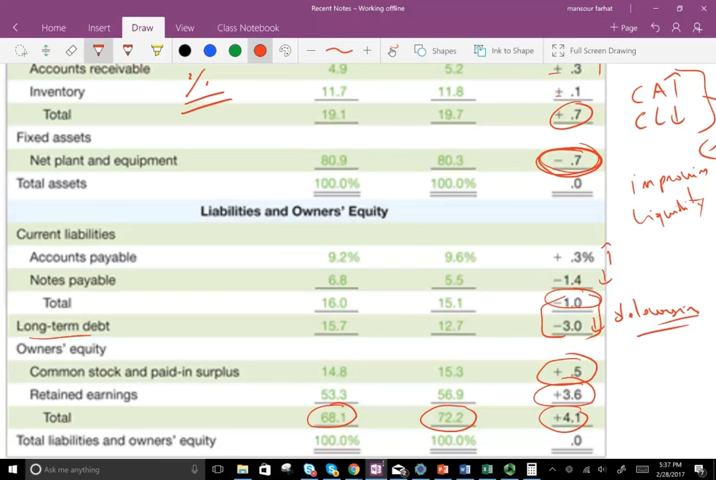 Recent Notes – Working offline
mansour farhat
Home Insert Draw View Class Notebook
+ Page
Shapes Ink to Shape Full Screen Drawing
Accounts receivable 4.9 5.2 ± .3
Inventory 11.7 11.8 ± .1
Total 19.1 19.7 + .7
%
CA↑
CL↓
improving
liquidity
Fixed assets
Net plant and equipment 80.9 80.3 − .7
Total assets 100.0% 100.0% .0
Liabilities and Owners' Equity
Current liabilities
Accounts payable 9.2% 9.6% + .3%
Notes payable 6.8 5.5 −1.4
Total 16.0 15.1 −1.0
Long-term debt 15.7 12.7 −3.0
Owners' equity
Common stock and paid-in surplus 14.8 15.3 + .5
Retained earnings 53.3 56.9 +3.6
Total 68.1 72.2 +4.1
Total liabilities and owners' equity 100.0% 100.0% .0
Ask me anything
5:37 PM
2/28/2017